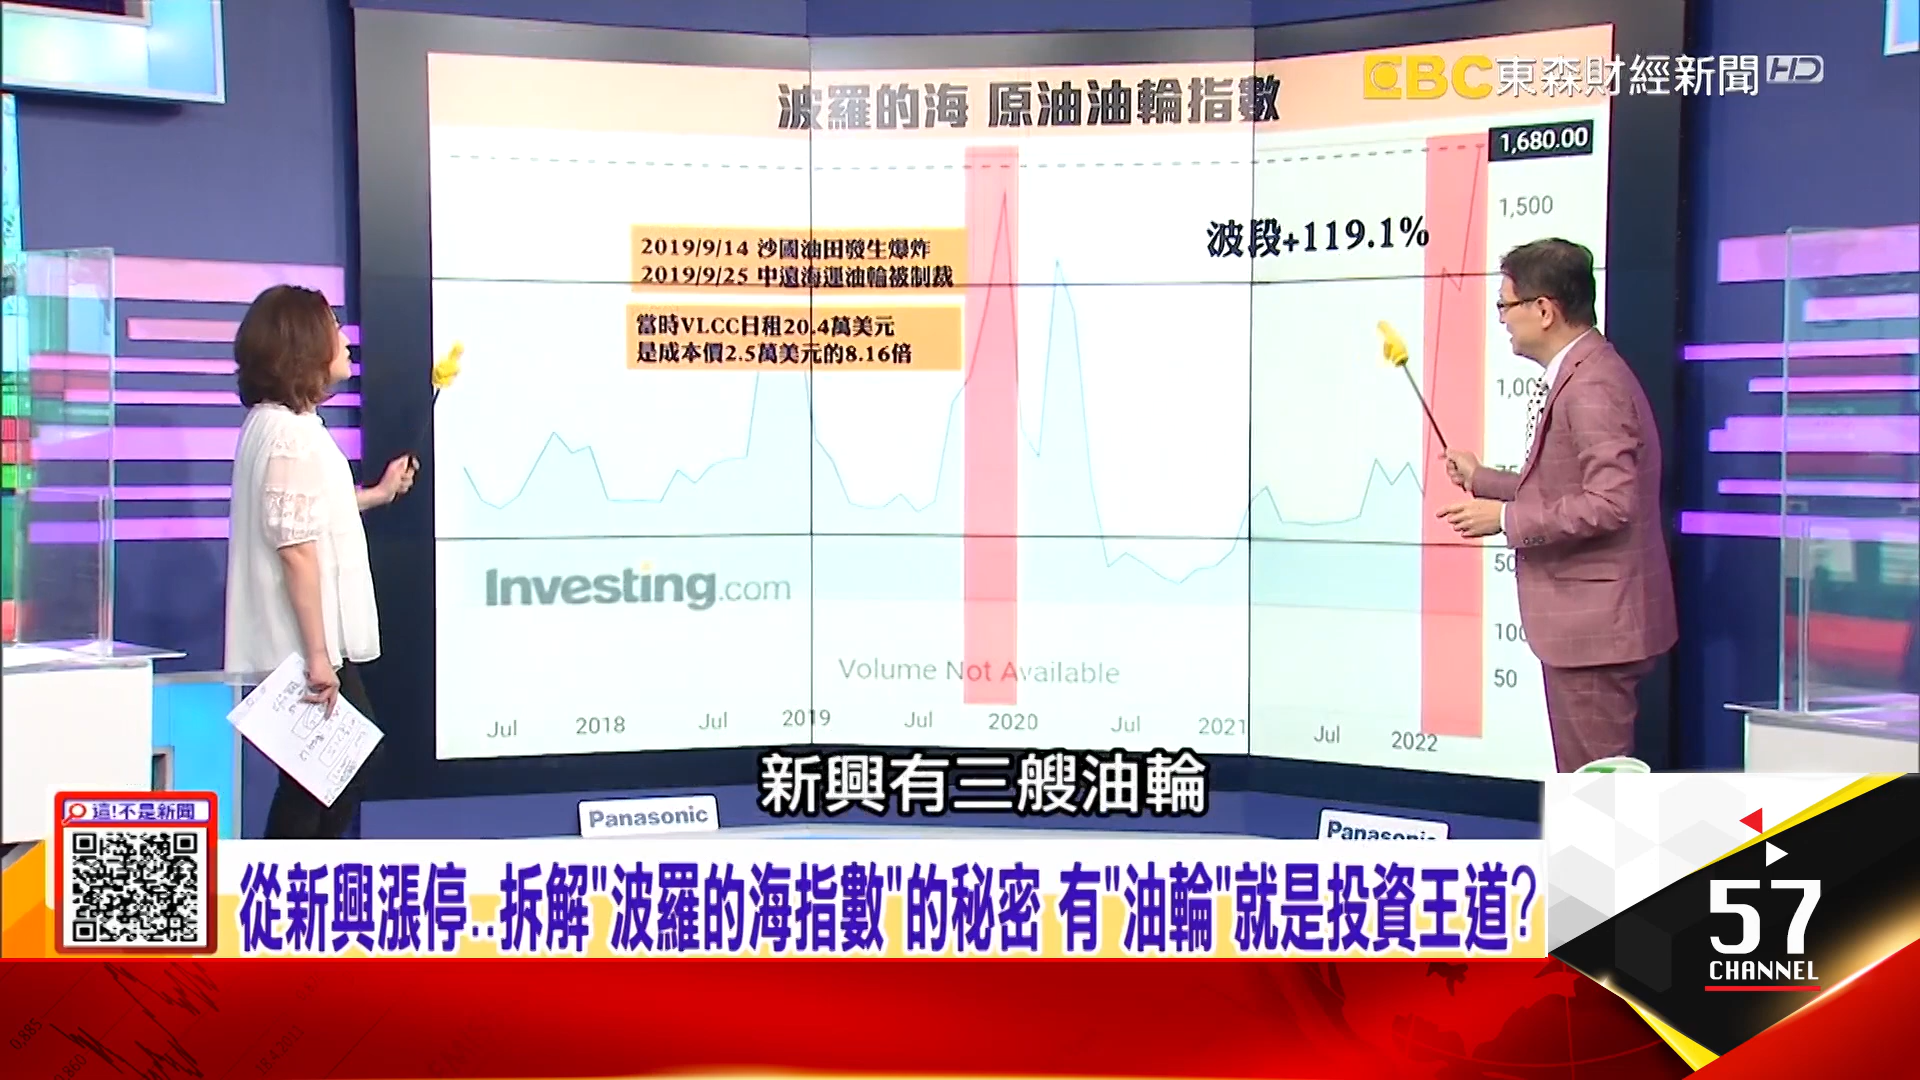 EBC 東森財經新聞 HD
波羅的海 原油油輪指數
1,680.00
1,500
波段+119.1%
2019/9/14 沙國油田發生爆炸
2019/9/25 中遠海運油輪被制裁
當時VLCC日租20.4萬美元
是成本價2.5萬美元的8.16倍
Investing.com
Volume Not Available
50
Jul
2018
Jul
2019
Jul
2020
Jul
2021
Jul
2022
新興有三艘油輪
Panasonic
Panasonic
這!不是新聞
從新興漲停..拆解"波羅的海指數"的秘密 有"油輪"就是投資王道?
57
CHANNEL